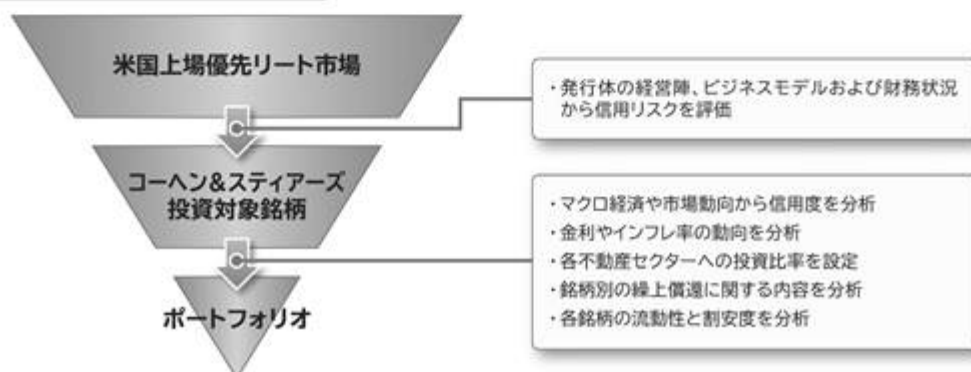 米国上場優先リート市場
・発行体の経営陣、ビジネスモデルおよび財務状況
から信用リスクを評価
コーヘン&スティアーズ
投資対象銘柄
・マクロ経済や市場動向から信用度を分析
・金利やインフレ率の動向を分析
・各不動産セクターへの投資比率を設定
・銘柄別の繰上償還に関する内容を分析
・各銘柄の流動性と割安度を分析
ポートフォリオ